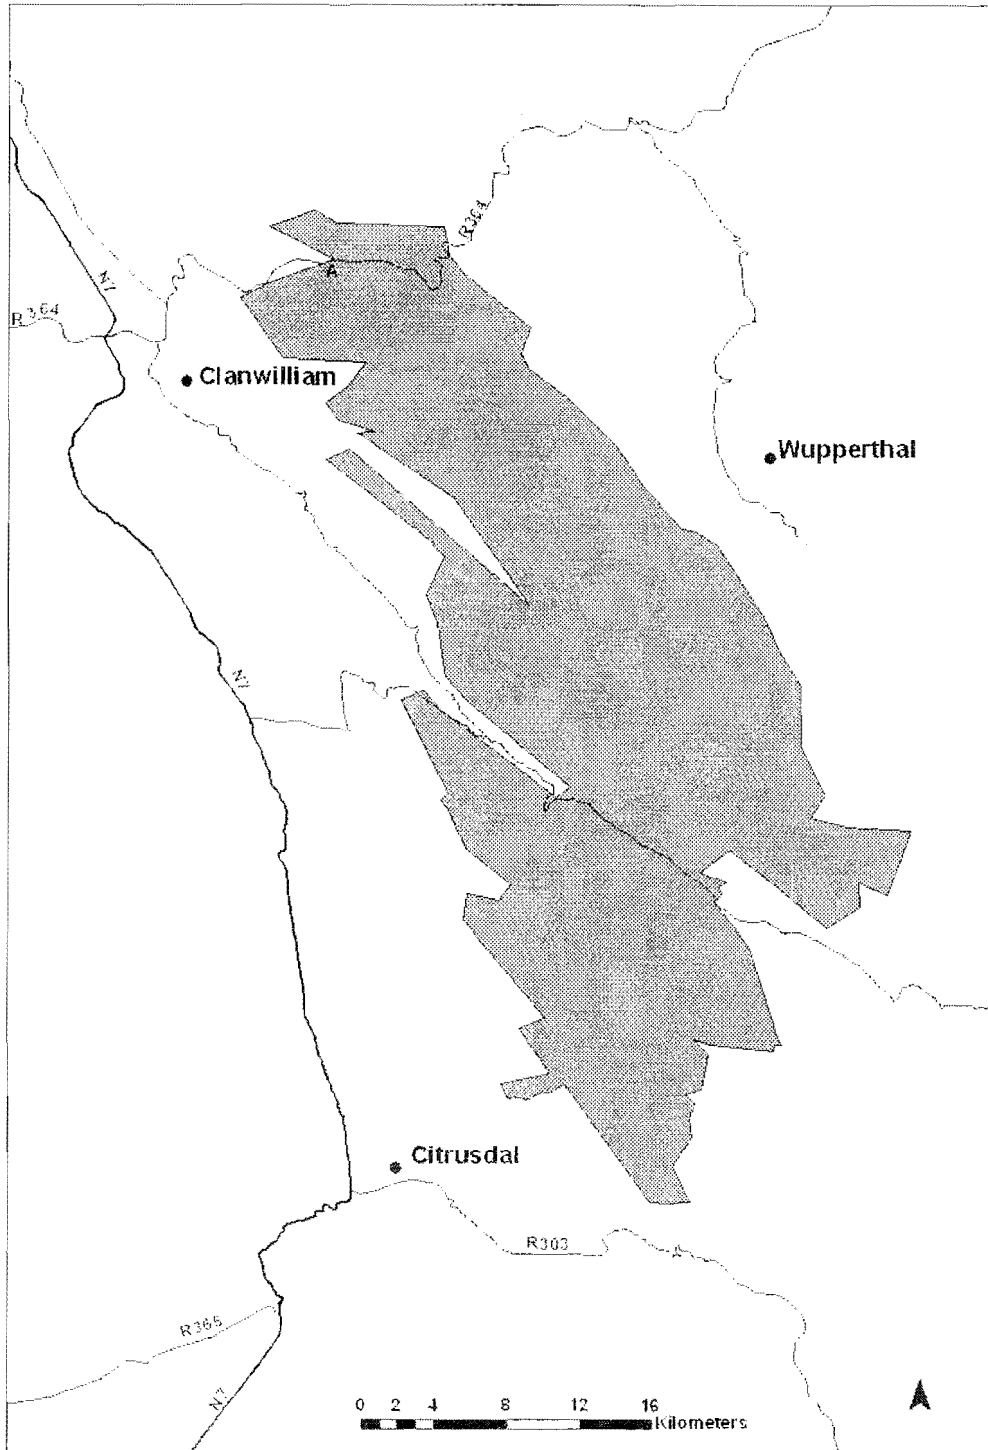 R364
N7
R364
A
Clanwilliam
Wupperthal
N7
Citrusdal
R303
R365
N7
0 2 4 8 12 16
Kilometers